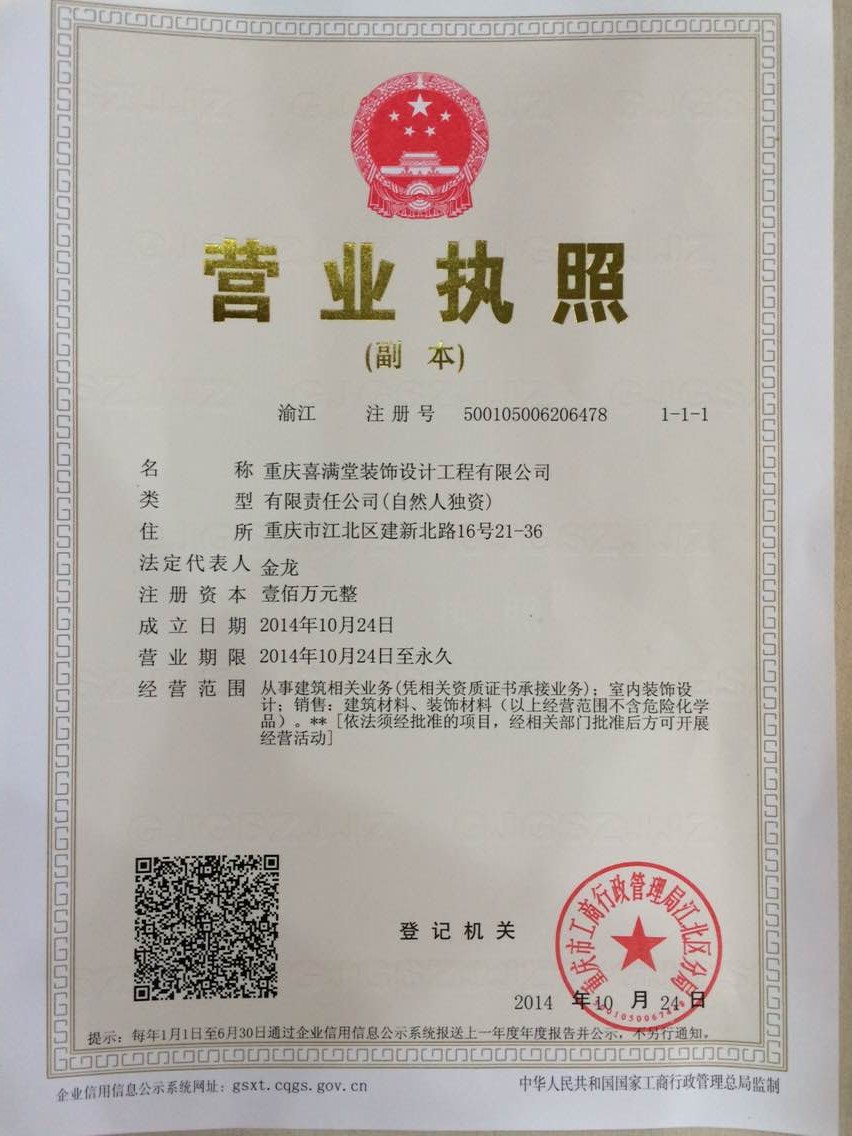 营业执照
(副 本)
渝江 注册号 500105006206478 1-1-1
名称 重庆喜满堂装饰设计工程有限公司
类型 有限责任公司(自然人独资)
住所 重庆市江北区建新北路16号21-36
法定代表人 金龙
注册资本 壹佰万元整
成立日期 2014年10月24日
营业期限 2014年10月24日至永久
经营范围 从事建筑相关业务(凭相关资质证书承接业务)；室内装饰设
计；销售：建筑材料、装饰材料（以上经营范围不含危险化学
品）。**［依法须经批准的项目，经相关部门批准后方可开展
经营活动］
重庆市工商行政管理局江北区分局
登记机关
2014 年10 月 24 日
提示：每年1月1日至6月30日通过企业信用信息公示系统报送上一年度年度报告并公示，不另行通知。
企业信用信息公示系统网址：gsxt.cqgs.gov.cn 中华人民共和国国家工商行政管理总局监制